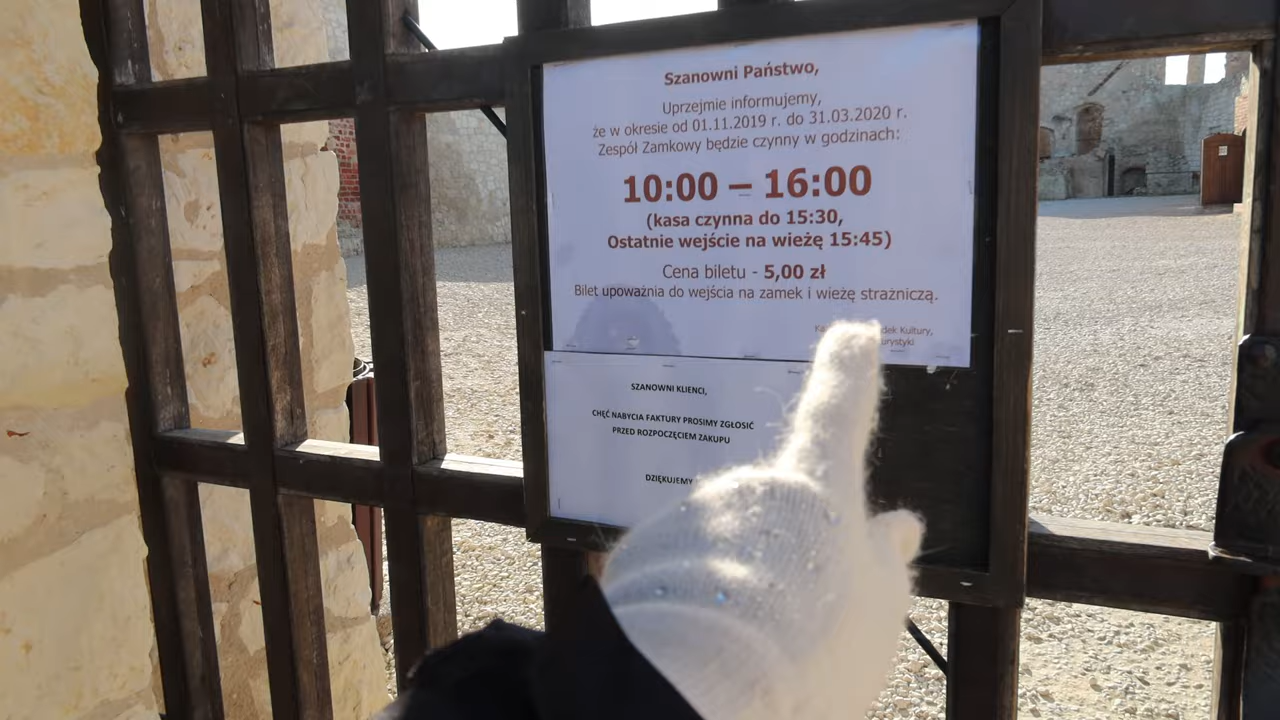 Szanowni Państwo,
Uprzejmie informujemy,
że w okresie od 01.11.2019 r. do 31.03.2020 r.
Zespół Zamkowy będzie czynny w godzinach:
10:00 – 16:00
(kasa czynna do 15:30,
Ostatnie wejście na wieżę 15:45)
Cena biletu - 5,00 zł
Bilet upoważnia do wejścia na zamek i wieżę strażniczą.
Kultury,
SZANOWNI KLIENCI,
CHĘĆ NABYCIA FAKTURY PROSIMY ZGŁOSIĆ
PRZED ROZPOCZĘCIEM ZAKUPU
DZIĘKUJEMY